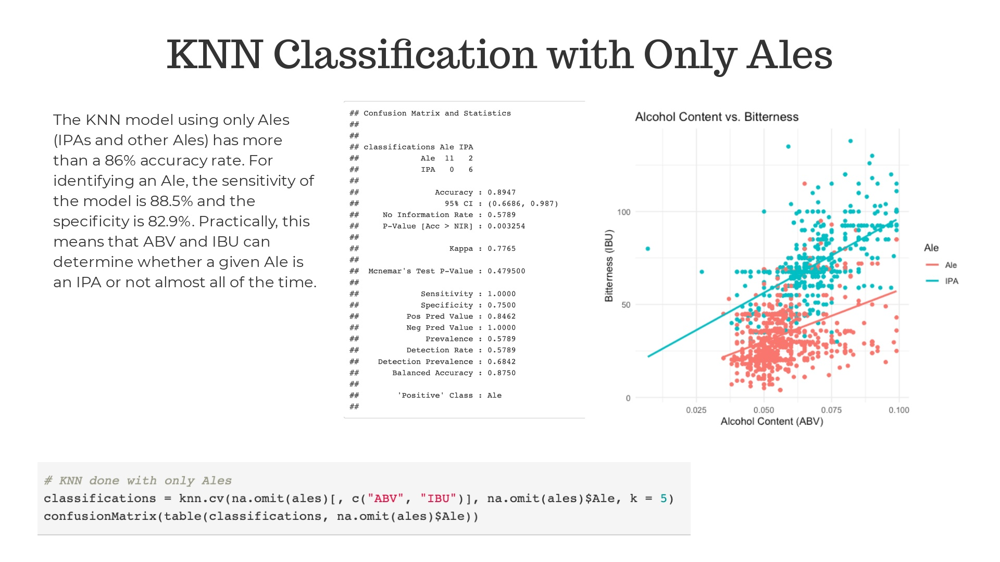 KNN Classification with Only Ales
The KNN model using only Ales
(IPAs and other Ales) has more
than a 86% accuracy rate. For
identifying an Ale, the sensitivity of
the model is 88.5% and the
specificity is 82.9%. Practically, this
means that ABV and IBU can
determine whether a given Ale is
an IPA or not almost all of the time.
## Confusion Matrix and Statistics
##
##
## classifications Ale IPA
##             Ale  11   2
##             IPA   0   6
##
##                Accuracy : 0.8947
##                  95% CI : (0.6686, 0.987)
##     No Information Rate : 0.5789
##     P-Value [Acc > NIR] : 0.003254
##
##                   Kappa : 0.7765
##
##  Mcnemar's Test P-Value : 0.479500
##
##             Sensitivity : 1.0000
##             Specificity : 0.7500
##          Pos Pred Value : 0.8462
##          Neg Pred Value : 1.0000
##              Prevalence : 0.5789
##          Detection Rate : 0.5789
##    Detection Prevalence : 0.6842
##       Balanced Accuracy : 0.8750
##
##        'Positive' Class : Ale
##
Alcohol Content vs. Bitterness
Bitterness (IBU)
100
50
0
0.025 0.050 0.075 0.100
Alcohol Content (ABV)
Ale
Ale
IPA
# KNN done with only Ales
classifications = knn.cv(na.omit(ales)[, c("ABV", "IBU")], na.omit(ales)$Ale, k = 5)
confusionMatrix(table(classifications, na.omit(ales)$Ale))